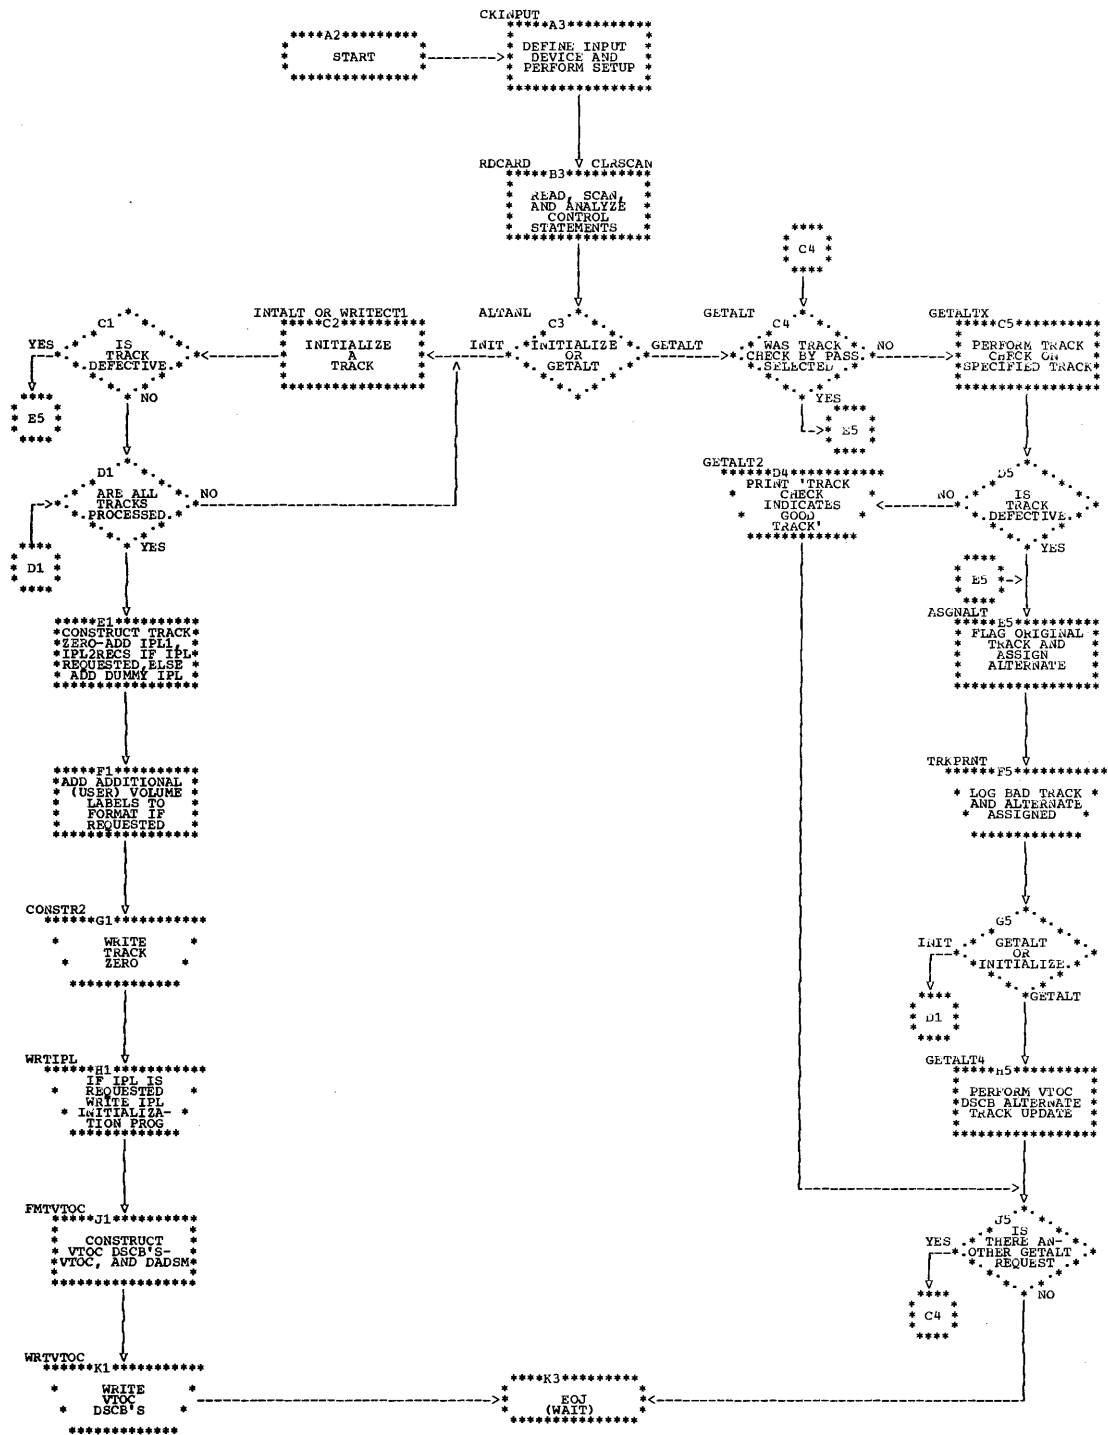 CKINPUT
A2
A3
START
DEFINE INPUT
DEVICE AND
PERFORM SETUP
RDCARD
CLRSCAN
B3
READ, SCAN,
AND ANALYZE
CONTROL
STATEMENTS
C4
C1
IS
TRACK
DEFECTIVE
YES
NO
E5
INTALT OR WRITECT1
C2
INITIALIZE
A
TRACK
INIT
ALTANL
C3
INITIALIZE
OR
GETALT
GETALT
GETALT
C4
WAS TRACK
CHECK BY PASS
SELECTED
NO
YES
E5
GETALTX
C5
PERFORM TRACK
CHECK ON
SPECIFIED TRACK
D1
ARE ALL
TRACKS
PROCESSED
NO
YES
D1
GETALT2
D4
PRINT 'TRACK
CHECK
INDICATES
GOOD
TRACK'
NO
D5
IS
TRACK
DEFECTIVE
YES
E5
E1
CONSTRUCT TRACK
ZERO-ADD IPL1,
IPL2RECS IF IPL
REQUESTED,ELSE
ADD DUMMY IPL
ASGNALT
E5
FLAG ORIGINAL
TRACK AND
ASSIGN
ALTERNATE
F1
ADD ADDITIONAL
(USER) VOLUME
LABELS TO
FORMAT IF
REQUESTED
TRKPRNT
F5
LOG BAD TRACK
AND ALTERNATE
ASSIGNED
CONSTR2
G1
WRITE
TRACK
ZERO
G5
GETALT
OR
INITIALIZE
INIT
GETALT
D1
WRTIPL
H1
IF IPL IS
REQUESTED
WRITE IPL
INITIALIZA-
TION PROG
GETALT4
H5
PERFORM VTOC
DSCB ALTERNATE
TRACK UPDATE
FMTVTOC
J1
CONSTRUCT
VTOC DSCB'S-
VTOC, AND DADSM
J5
IS
THERE AN-
OTHER GETALT
REQUEST
YES
NO
C4
WRTVTOC
K1
WRITE
VTOC
DSCB'S
K3
EOJ
(WAIT)